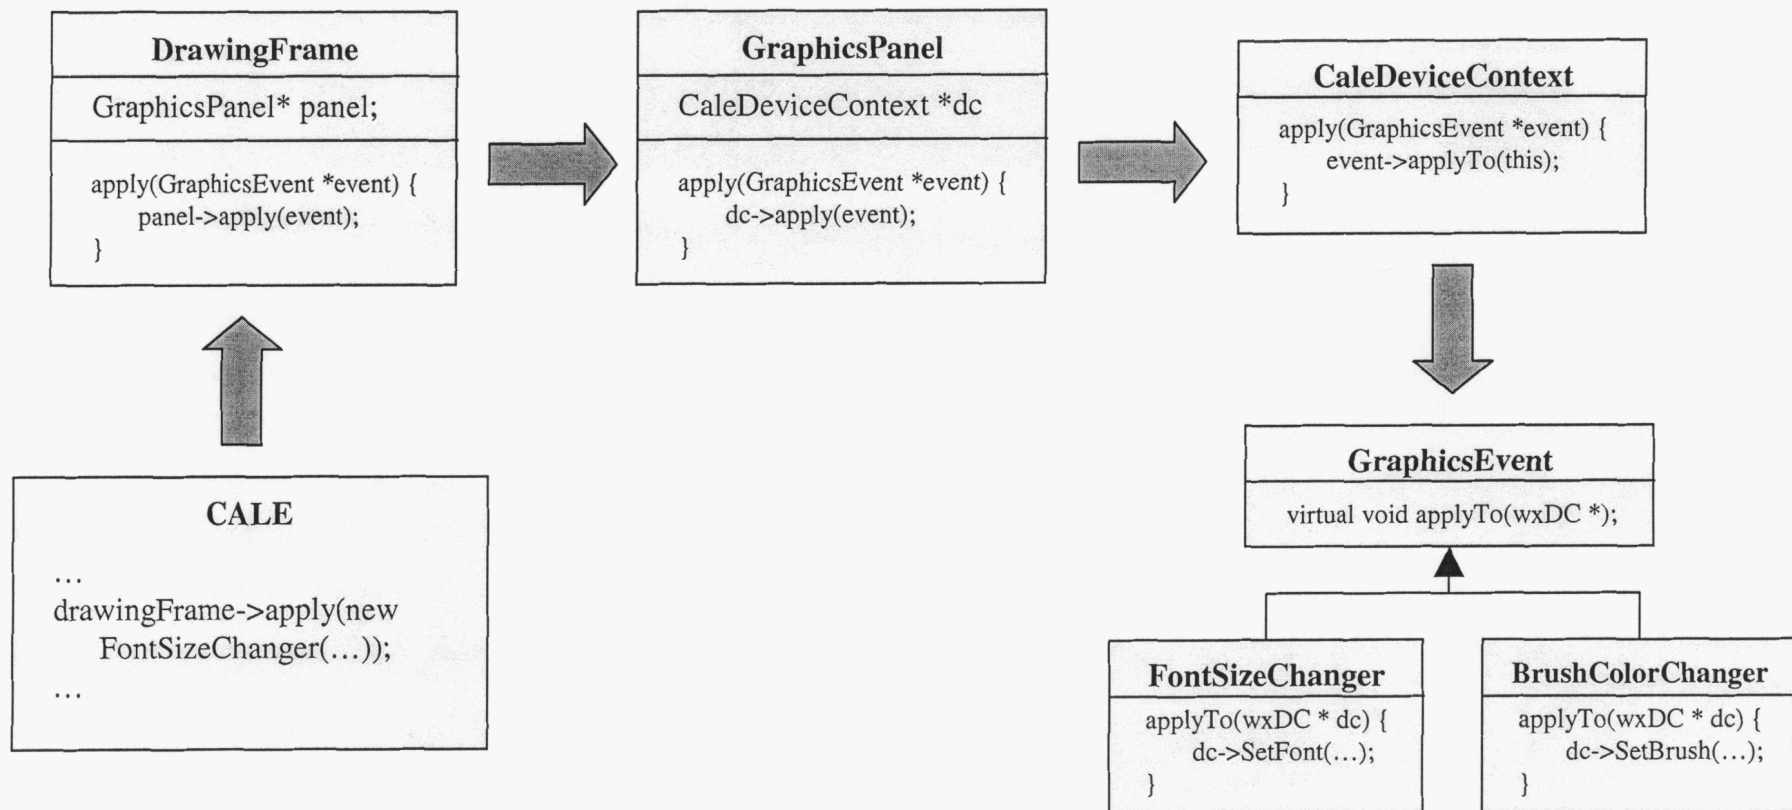 DrawingFrame
GraphicsPanel* panel;
apply(GraphicsEvent *event) {
panel->apply(event);
}
GraphicsPanel
CaleDeviceContext *dc
apply(GraphicsEvent *event) {
dc->apply(event);
}
CaleDeviceContext
apply(GraphicsEvent *event) {
event->applyTo(this);
}
CALE
…
drawingFrame->apply(new
FontSizeChanger(…));
…
GraphicsEvent
virtual void applyTo(wxDC *);
FontSizeChanger
applyTo(wxDC * dc) {
dc->SetFont(…);
}
BrushColorChanger
applyTo(wxDC * dc) {
dc->SetBrush(…);
}